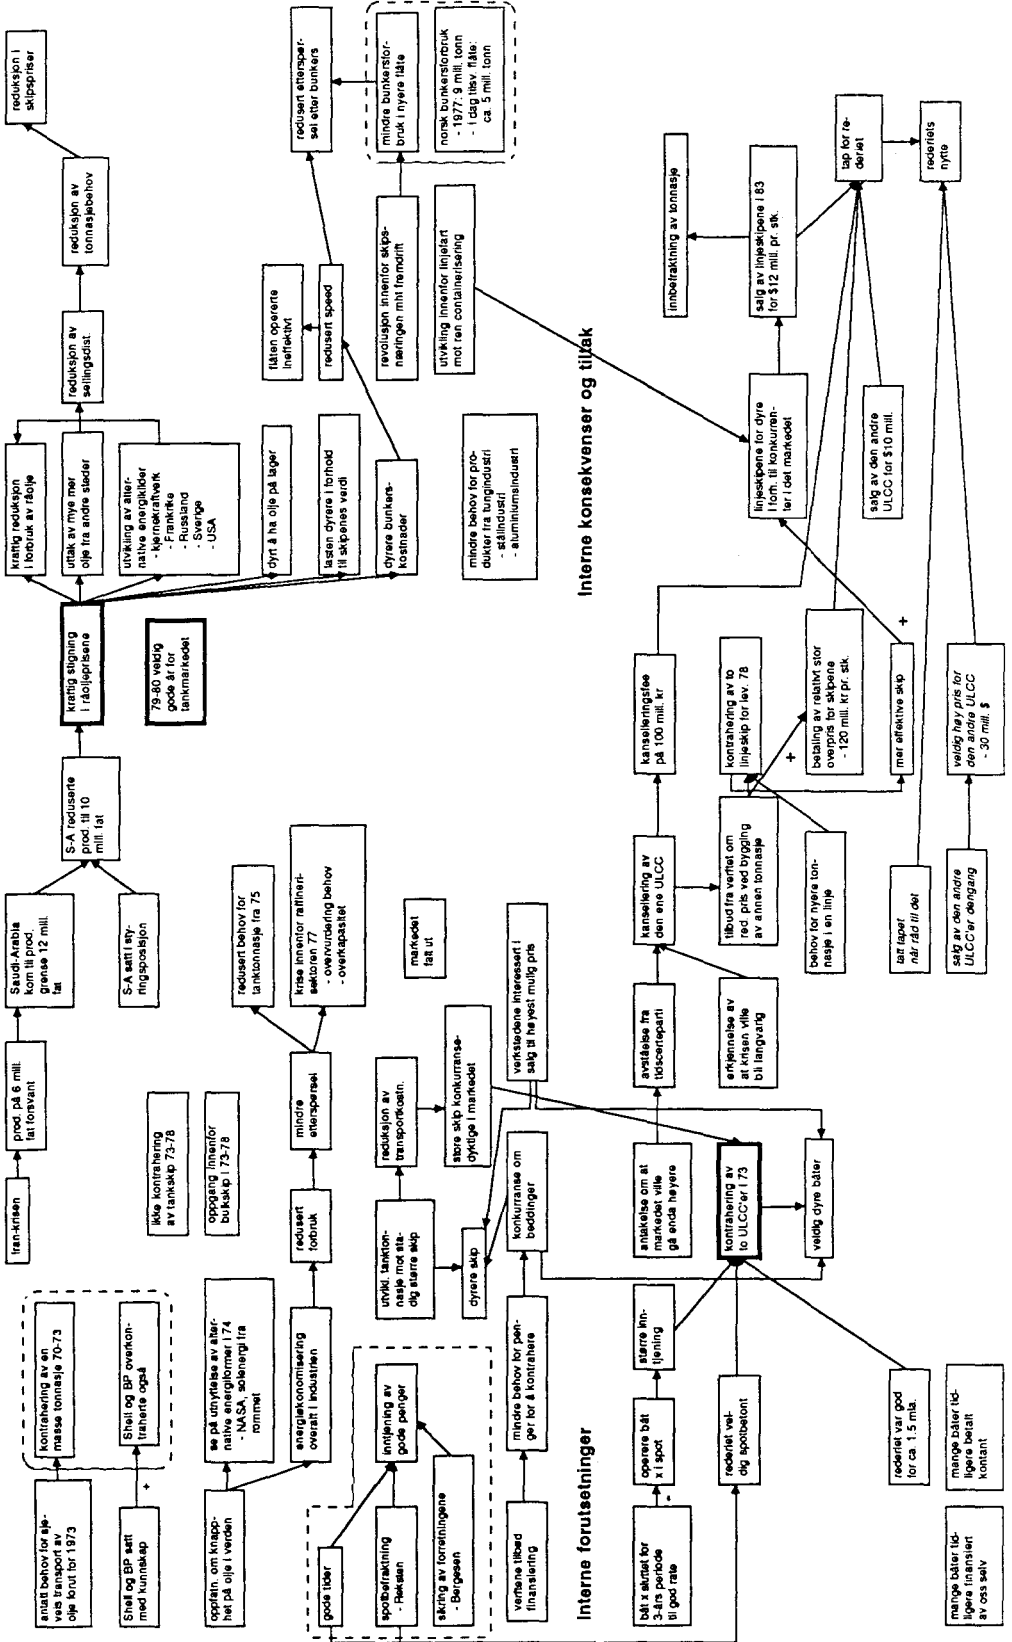 antatt behov for sjø-
veis transport av
olje forut for 1973
kontrahering av en
masse tonnasje 70-73
Shell og BP satt
med kunnskap
+
Shell og BP overkon-
traherte også
Iran-krisen
prod. på 6 mill.
fat forsvant
Saudi-Arabia
kom til prod.
grense 12 mill.
fat
S-A satt i sty-
ringsposisjon
S-A reduserte
prod. til 10
mill. fat
kraftig stigning
i råoljeprisene
79-80 veldig
gode år for
tankmarkedet
kraftig reduksjon
i forbruk av råolje
uttak av mye mer
olje fra andre steder
utvikling av alter-
native energikilder
- kjernekraftverk
- Frankrike
- Russland
- Sverige
- USA
reduksjon av
seilingsdist.
reduksjon av
tonnasjebehov
reduksjon i
skipspriser
ikke kontrahering
av tankskip 73-78
oppgang innenfor
bulkskip i 73-78
oppfatn. om knapp-
het på olje i verden
se på utnyttelse av alter-
native energiformer i 74
- NASA, solenergi fra
rommet
energiøkonomisering
overalt i industrien
redusert
forbruk
mindre
etterspørsel
redusert behov for
tanktonnasje fra 75
krise innenfor raffineri-
sektoren 77
- overvurdering behov
- overkapasitet
markedet
falt ut
dyrt å ha olje på lager
lasten dyrere i forhold
til skipenes verdi
dyrere bunkers-
kostnader
flåten opererte
ineffektivt
redusert speed
redusert etterspør-
sel etter bunkers
revolusjon innenfor skips-
næringen mht fremdrift
mindre bunkersfor-
bruk i nyere flåte
norsk bunkersforbruk
- 1977: 9 mill. tonn
- i dag tilsv. flåte:
ca. 5 mill. tonn
utvikling innenfor linjefart
mot ren containerisering
mindre behov for pro-
dukter fra tungindustri
- stålindustri
- aluminiumsindustri
gode tider
spotbefraktning
- Reksten
inntjening av
gode penger
sikring av forretningene
- Bergesen
utvikl. tankton-
nasje mot sta-
dig større skip
reduksjon av
transportkostn.
store skip konkurranse-
dyktige i markedet
dyrere skip
verkstedene interessert i
salg til høyest mulig pris
verftene tilbød
finansiering
mindre behov for pen-
ger for å kontrahere
konkurranse om
beddinger
Interne forutsetninger
Interne konsekvenser og tiltak
båt x sluttet for
3-års periode
til god rate
-
operere båt
x i spot
større inn-
tjening
antakelse om at
markedet ville
gå enda høyere
avståelse fra
tidscerteparti
erkjennelse av
at krisen ville
bli langvarig
kansellering av
den ene ULCC
kanselleringsfee
på 100 mill. kr
rederiet vel-
dig spotbetont
kontrahering av
to ULCC'er i 73
veldig dyre båter
tilbud fra verftet om
red. pris ved bygging
av annen tonnasje
kontrahering av to
linjeskip for lev. 78
behov for nyere ton-
nasje i en linje
+
betaling av relativt stor
overpris for skipene
- 120 mill. kr pr. stk.
mer effektive skip
+
linjeskipene for dyre
i forh. til konkurren-
ter i det markedet
salg av linjeskipene i 83
for $12 mill. pr. stk.
innbefraktning av tonnasje
tap for re-
deriet
rederiets
nytte
salg av den andre
ULCC for $10 mill.
rederiet var god
for ca. 1.5 mia.
tatt tapet
når råd til det
salg av den andre
ULCC'er dengang
veldig høy pris for
den andre ULCC
- 30 mill. $
mange båter tid-
ligere finansiert
av oss selv
mange båter tid-
ligere betalt
kontant